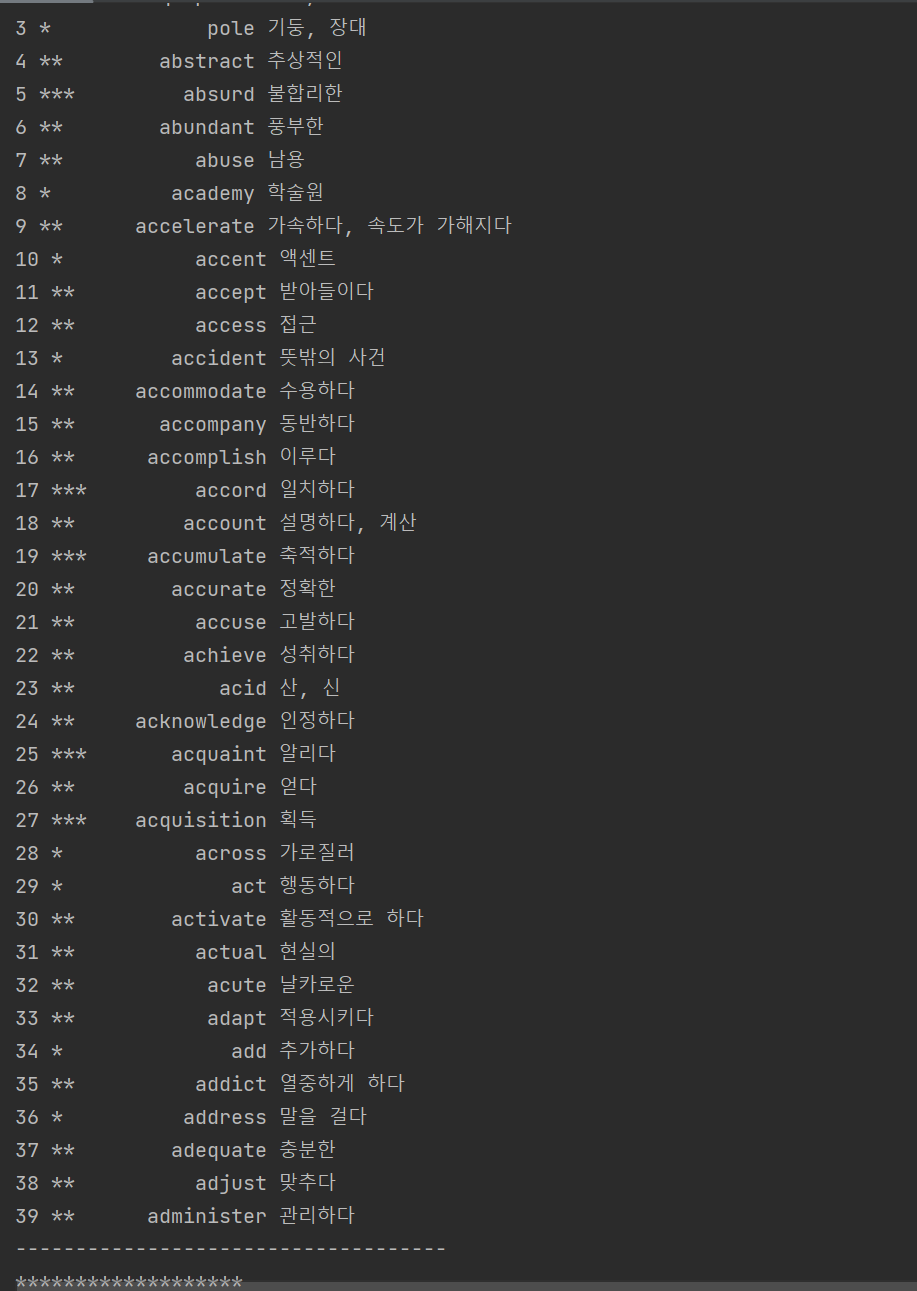 3 * pole 기둥, 장대
4 ** abstract 추상적인
5 *** absurd 불합리한
6 ** abundant 풍부한
7 ** abuse 남용
8 * academy 학술원
9 ** accelerate 가속하다, 속도가 가해지다
10 * accent 액센트
11 ** accept 받아들이다
12 ** access 접근
13 * accident 뜻밖의 사건
14 ** accommodate 수용하다
15 ** accompany 동반하다
16 ** accomplish 이루다
17 *** accord 일치하다
18 ** account 설명하다, 계산
19 *** accumulate 축적하다
20 ** accurate 정확한
21 ** accuse 고발하다
22 ** achieve 성취하다
23 ** acid 산, 신
24 ** acknowledge 인정하다
25 *** acquaint 알리다
26 ** acquire 얻다
27 *** acquisition 획득
28 * across 가로질러
29 * act 행동하다
30 ** activate 활동적으로 하다
31 ** actual 현실의
32 ** acute 날카로운
33 ** adapt 적용시키다
34 * add 추가하다
35 ** addict 열중하게 하다
36 * address 말을 걸다
37 ** adequate 충분한
38 ** adjust 맞추다
39 ** administer 관리하다
------------------------------------
*******************